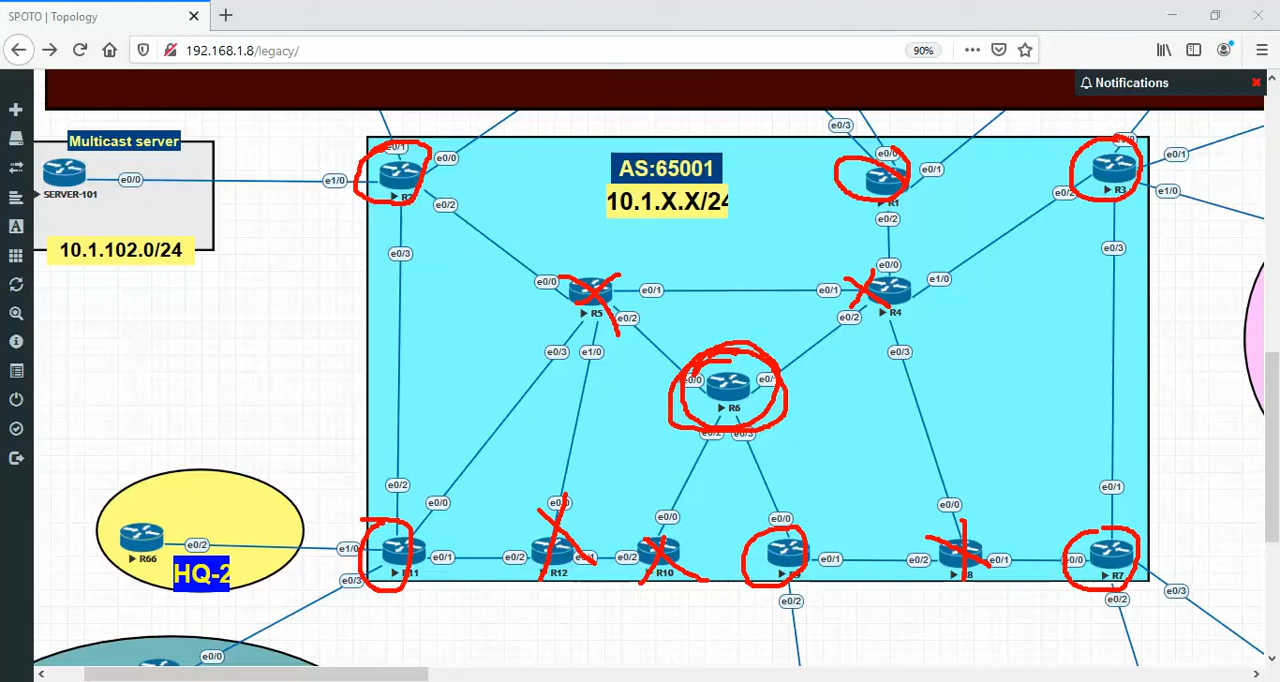 SPOTO | Topology
192.168.1.8/legacy/
90%
Notifications
Multicast server
SERVER-101
e0/0
10.1.102.0/24
e1/0
e0/1
e0/0
e0/2
e0/3
AS:65001
10.1.X.X/24
e0/3
e0/0
R1
e0/1
e0/2
e0/0
R3
e0/1
e1/0
e0/2
e0/3
e0/0
R5
e0/1
e0/2
e0/3
e1/0
e0/1
R4
e1/0
e0/2
e0/3
e0/0
R6
e0/2
e0/3
R66
e0/2
HQ-2
e0/2
e0/0
e1/0
R11
e0/1
e0/3
e0/0
e0/2
R12
e0/0
e0/2
R10
e0/0
e0/1
e0/2
e0/0
e0/2
R8
e0/1
e0/1
e0/0
R7
e0/2
e0/3
e0/0